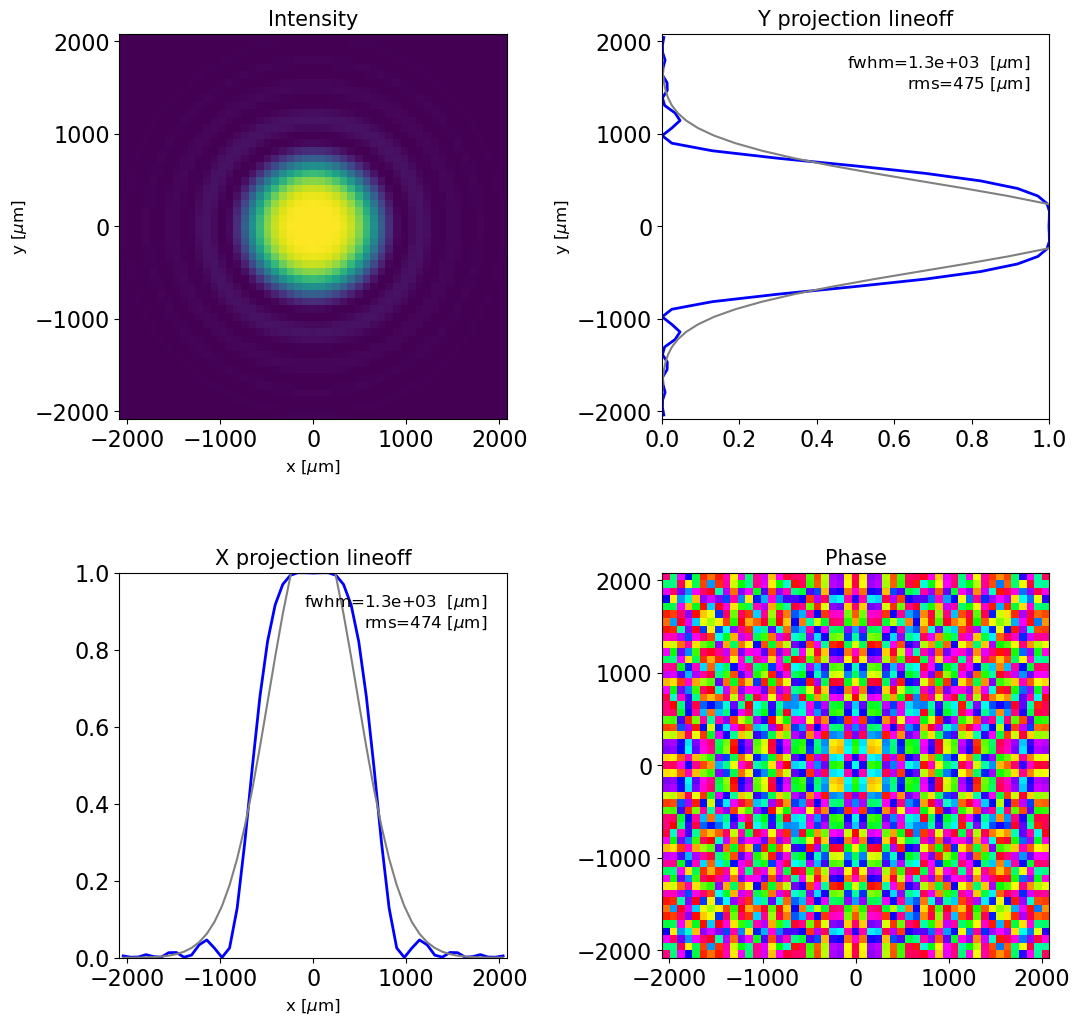 Intensity
2000
1000
0
−1000
−2000
y [μm]
−2000 −1000 0 1000 2000
x [μm]
Y projection lineoff
fwhm=1.3e+03 [μm]
rms=475 [μm]
2000
1000
0
−1000
−2000
y [μm]
0.0 0.2 0.4 0.6 0.8 1.0
X projection lineoff
fwhm=1.3e+03 [μm]
rms=474 [μm]
1.0
0.8
0.6
0.4
0.2
0.0
−2000 −1000 0 1000 2000
x [μm]
Phase
2000
1000
0
−1000
−2000
−2000 −1000 0 1000 2000